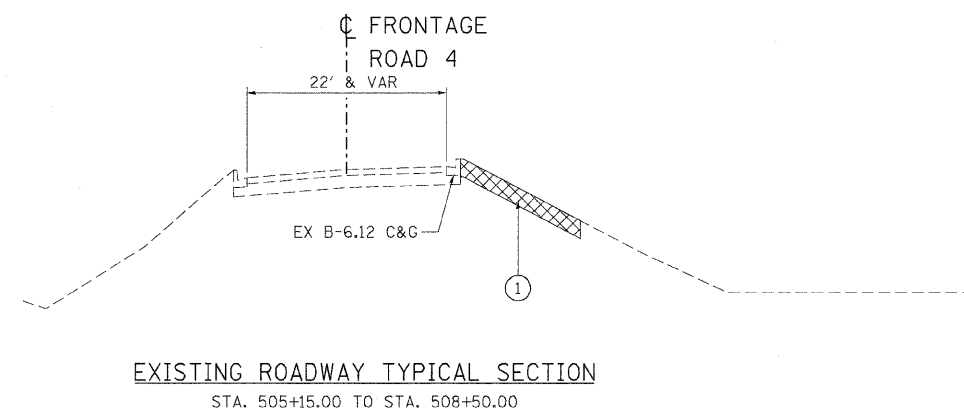 ℄ FRONTAGE
ROAD 4
22' & VAR
EX B-6.12 C&G
1
EXISTING ROADWAY TYPICAL SECTION
STA. 505+15.00 TO STA. 508+50.00